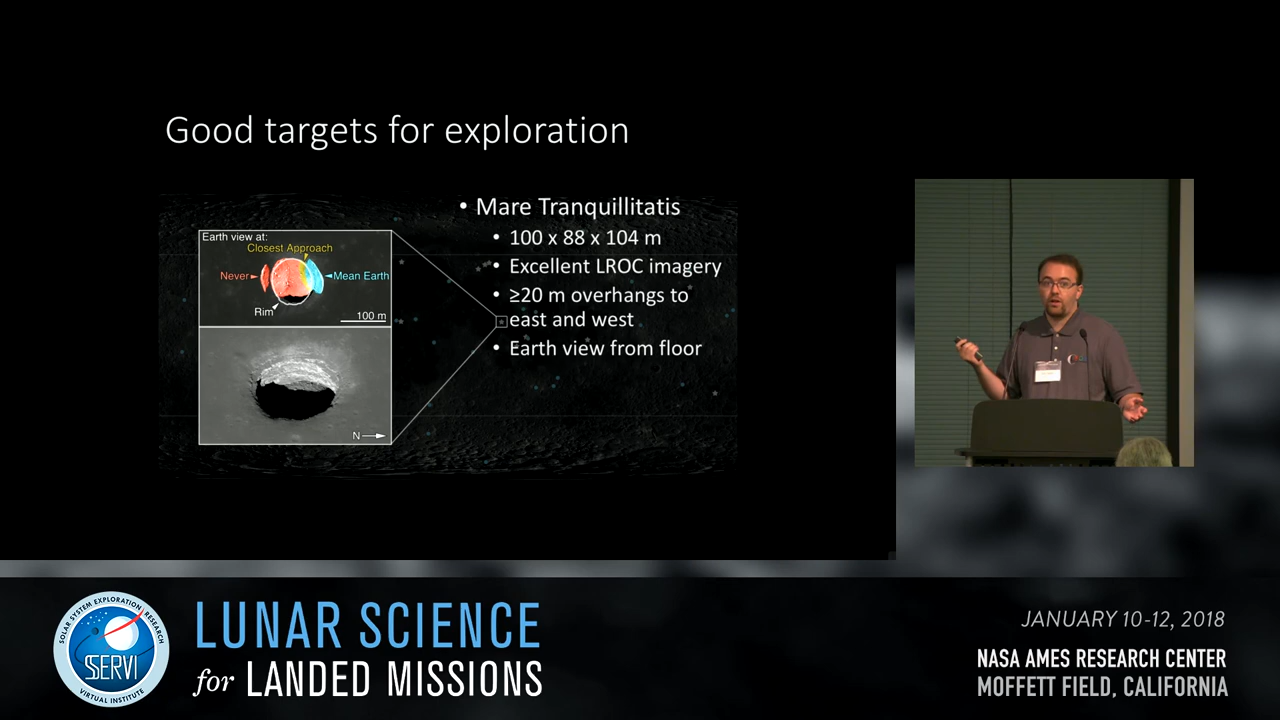 Good targets for exploration
• Mare Tranquillitatis
• 100 x 88 x 104 m
• Excellent LROC imagery
• ≥20 m overhangs to
east and west
• Earth view from floor
Earth view at:
Closest Approach
Never
Mean Earth
Rim
100 m
N
SOLAR SYSTEM EXPLORATION RESEARCH
SSERVI
VIRTUAL INSTITUTE
LUNAR SCIENCE
for LANDED MISSIONS
JANUARY 10-12, 2018
NASA AMES RESEARCH CENTER
MOFFETT FIELD, CALIFORNIA